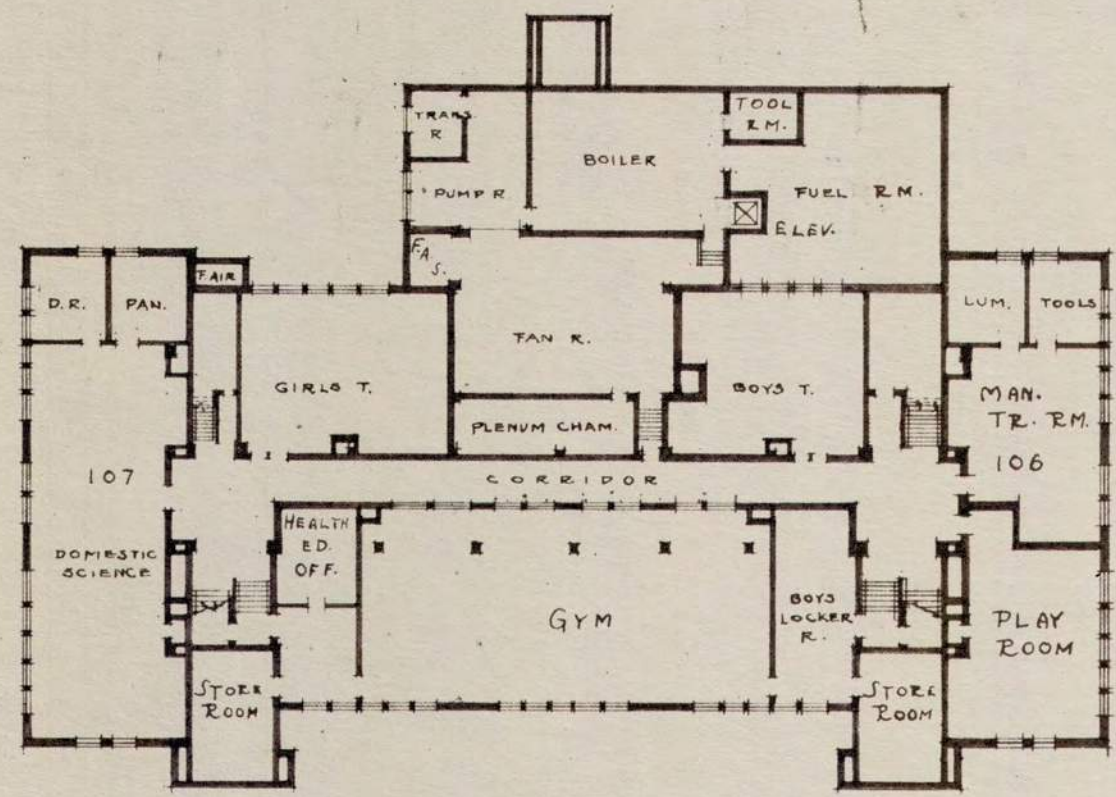 TRANS
R
TOOL
RM.
BOILER
PUMP R
FUEL RM.
ELEV.
F.A.
S.
F.AIR
D.R.
PAN.
LUM.
TOOLS
FAN R.
GIRLS T.
BOYS T.
MAN.
TR. RM.
PLENUM CHAM.
107
106
CORRIDOR
HEALTH
ED.
OFF.
DOMESTIC
SCIENCE
GYM
BOYS
LOCKER
R.
PLAY
ROOM
STORE
ROOM
STORE
ROOM